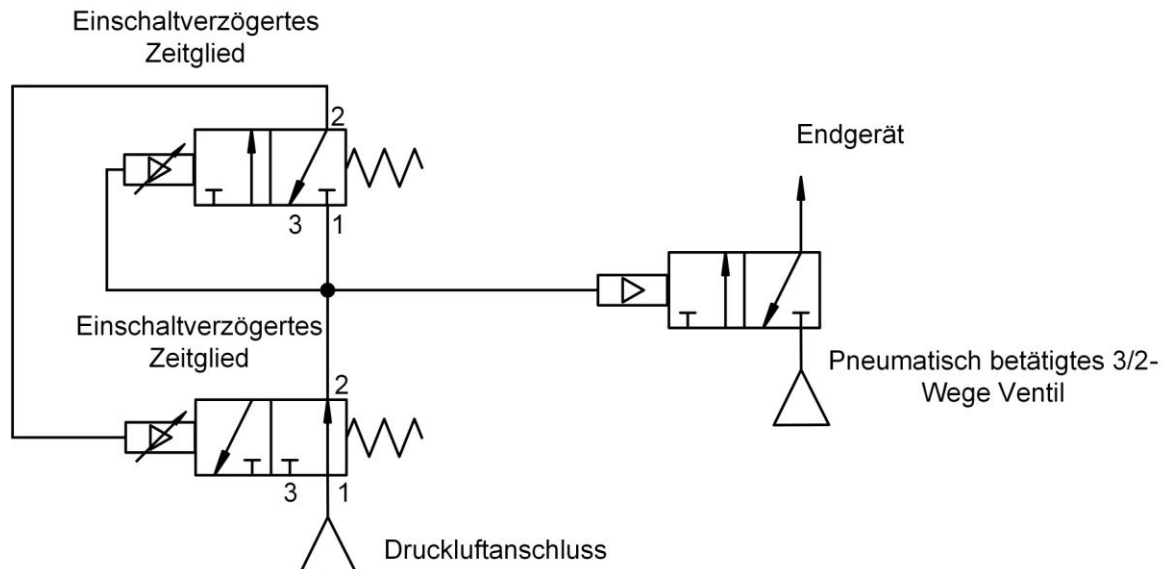 Einschaltverzögertes
Zeitglied
2
Endgerät
3 1
Einschaltverzögertes
Zeitglied
Pneumatisch betätigtes 3/2-
Wege Ventil
2
3 1
Druckluftanschluss